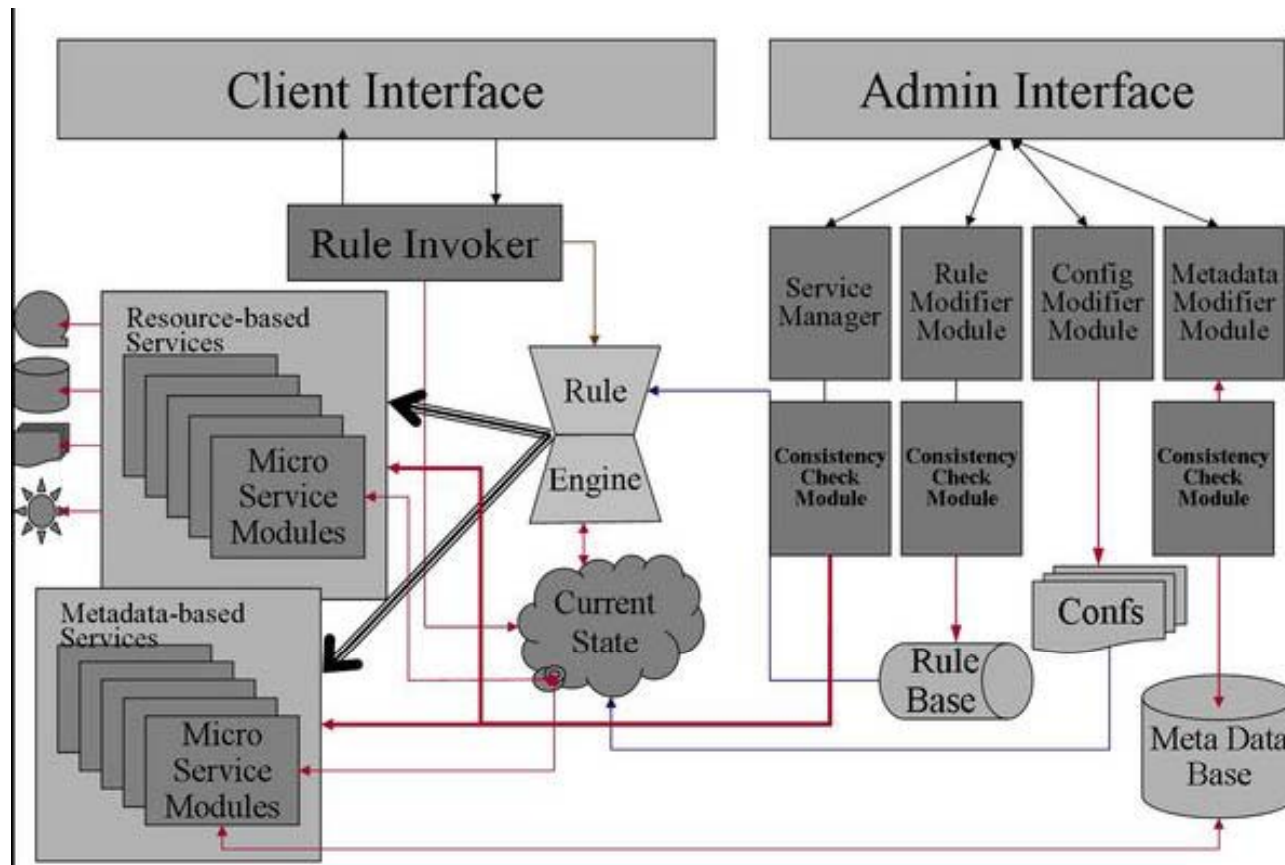 Client Interface
Admin Interface
Rule Invoker
Service
Manager
Rule
Modifier
Module
Config
Modifier
Module
Metadata
Modifier
Module
Resource-based
Services
Micro
Service
Modules
Rule
Engine
Consistency
Check
Module
Consistency
Check
Module
Consistency
Check
Module
Current
State
Confs
Rule
Base
Metadata-based
Services
Micro
Service
Modules
Meta Data
Base